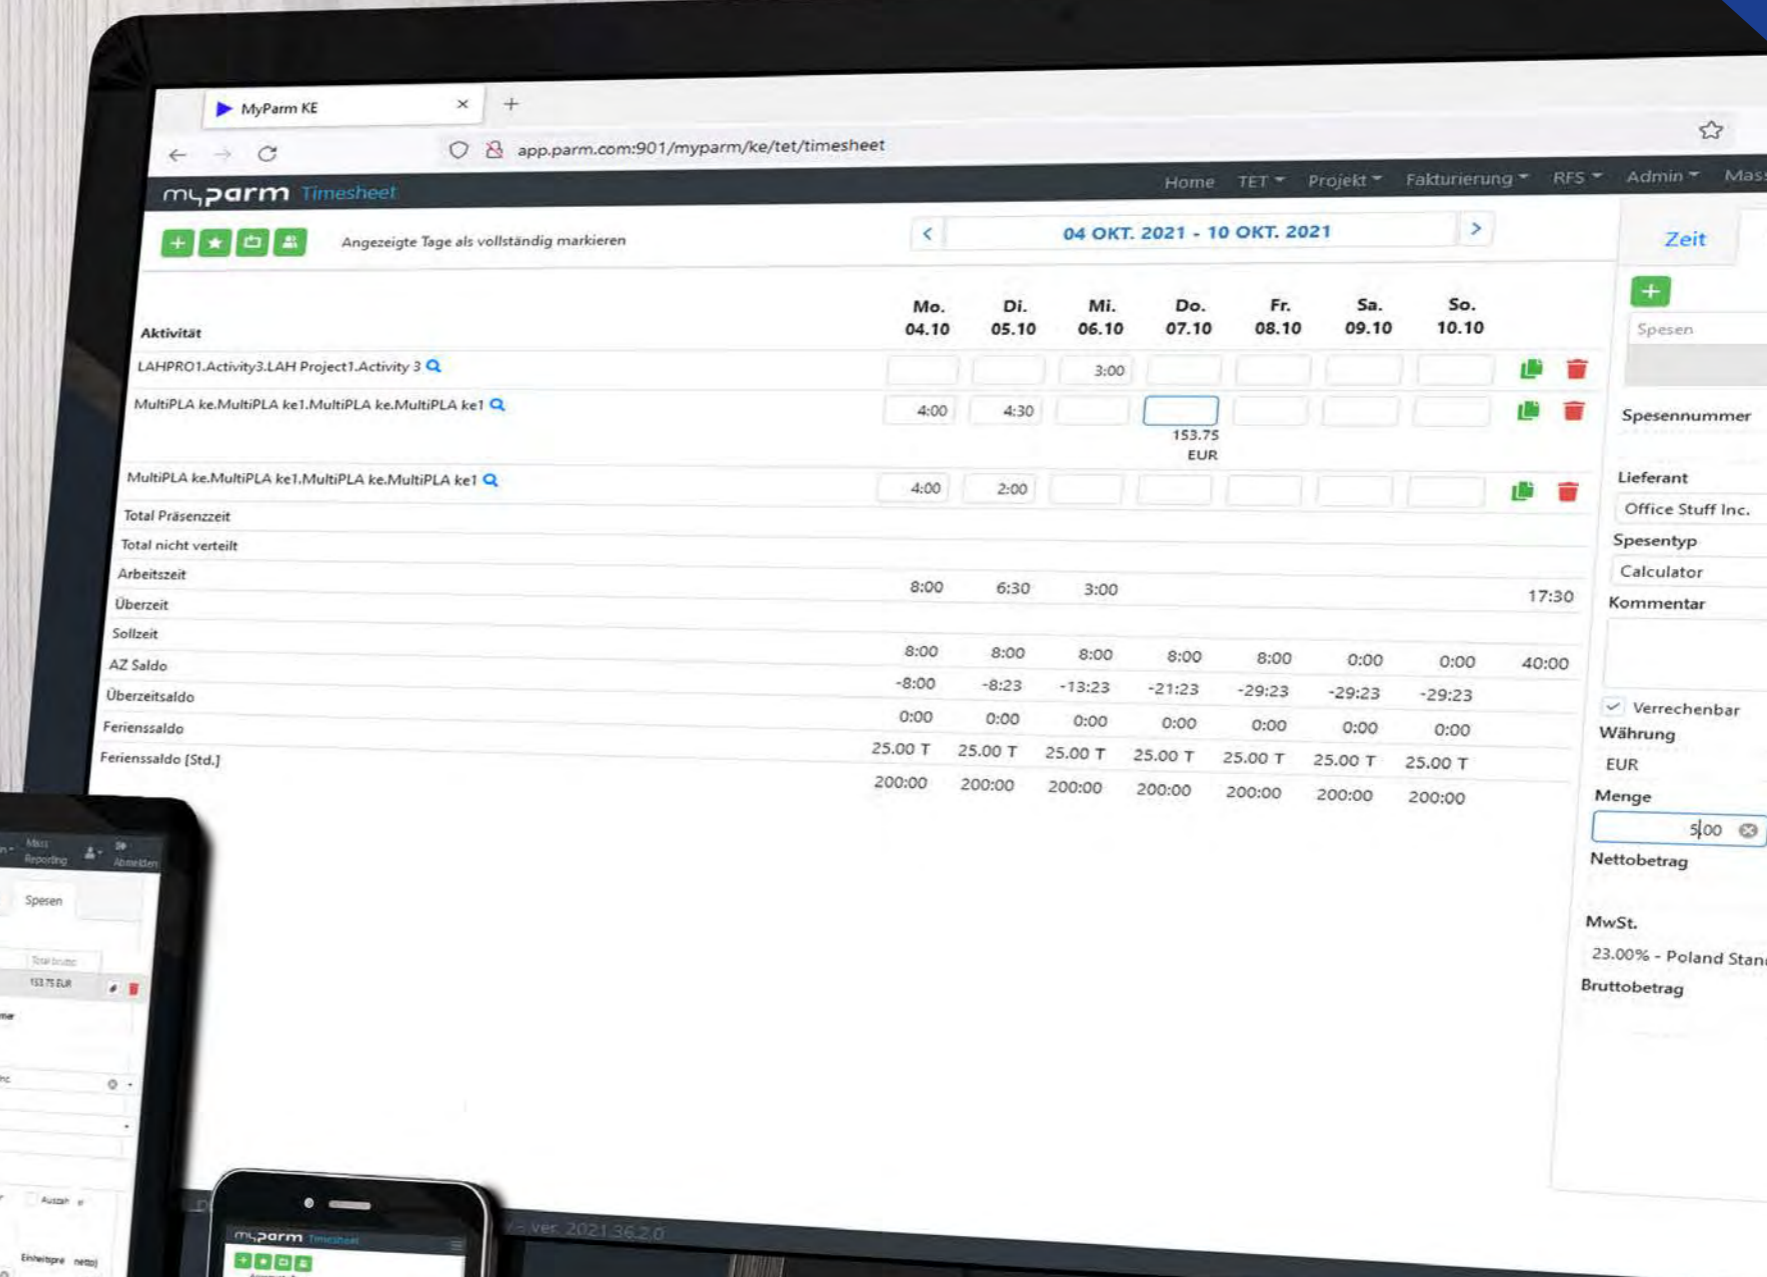 MyParm KE
app.parm.com:901/myparm/ke/tet/timesheet
myparm Timesheet Home TET Projekt Fakturierung RFS Admin
Angezeigte Tage als vollständig markieren
04 OKT. 2021 - 10 OKT. 2021
Zeit
Aktivität
Mo. Di. Mi. Do. Fr. Sa. So.
04.10 05.10 06.10 07.10 08.10 09.10 10.10
LAHPRO1.Activity3.LAH Project1.Activity 3 3:00
MultiPLA ke.MultiPLA ke1.MultiPLA ke.MultiPLA ke1 4:00 4:30
153.75
EUR
MultiPLA ke.MultiPLA ke1.MultiPLA ke.MultiPLA ke1 4:00 2:00
Total Präsenzzeit
Total nicht verteilt
Arbeitszeit 8:00 6:30 3:00 17:30
Überzeit
Sollzeit 8:00 8:00 8:00 8:00 8:00 0:00 0:00 40:00
AZ Saldo -8:00 -8:23 -13:23 -21:23 -29:23 -29:23 -29:23
Überzeitsaldo 0:00 0:00 0:00 0:00 0:00 0:00 0:00
Ferienssaldo 25.00 T 25.00 T 25.00 T 25.00 T 25.00 T 25.00 T 25.00 T
Ferienssaldo [Std.] 200:00 200:00 200:00 200:00 200:00 200:00 200:00
Spesen
Spesennummer
Lieferant
Office Stuff Inc.
Spesentyp
Calculator
Kommentar
Verrechenbar
Währung
EUR
Menge
5,00
Nettobetrag
MwSt.
23.00% - Poland
Bruttobetrag
ver. 2021.36.2.0
Mass
Reporting
Abmelden
Spesen
Total brutto
153.75 EUR
myparm Timesheet